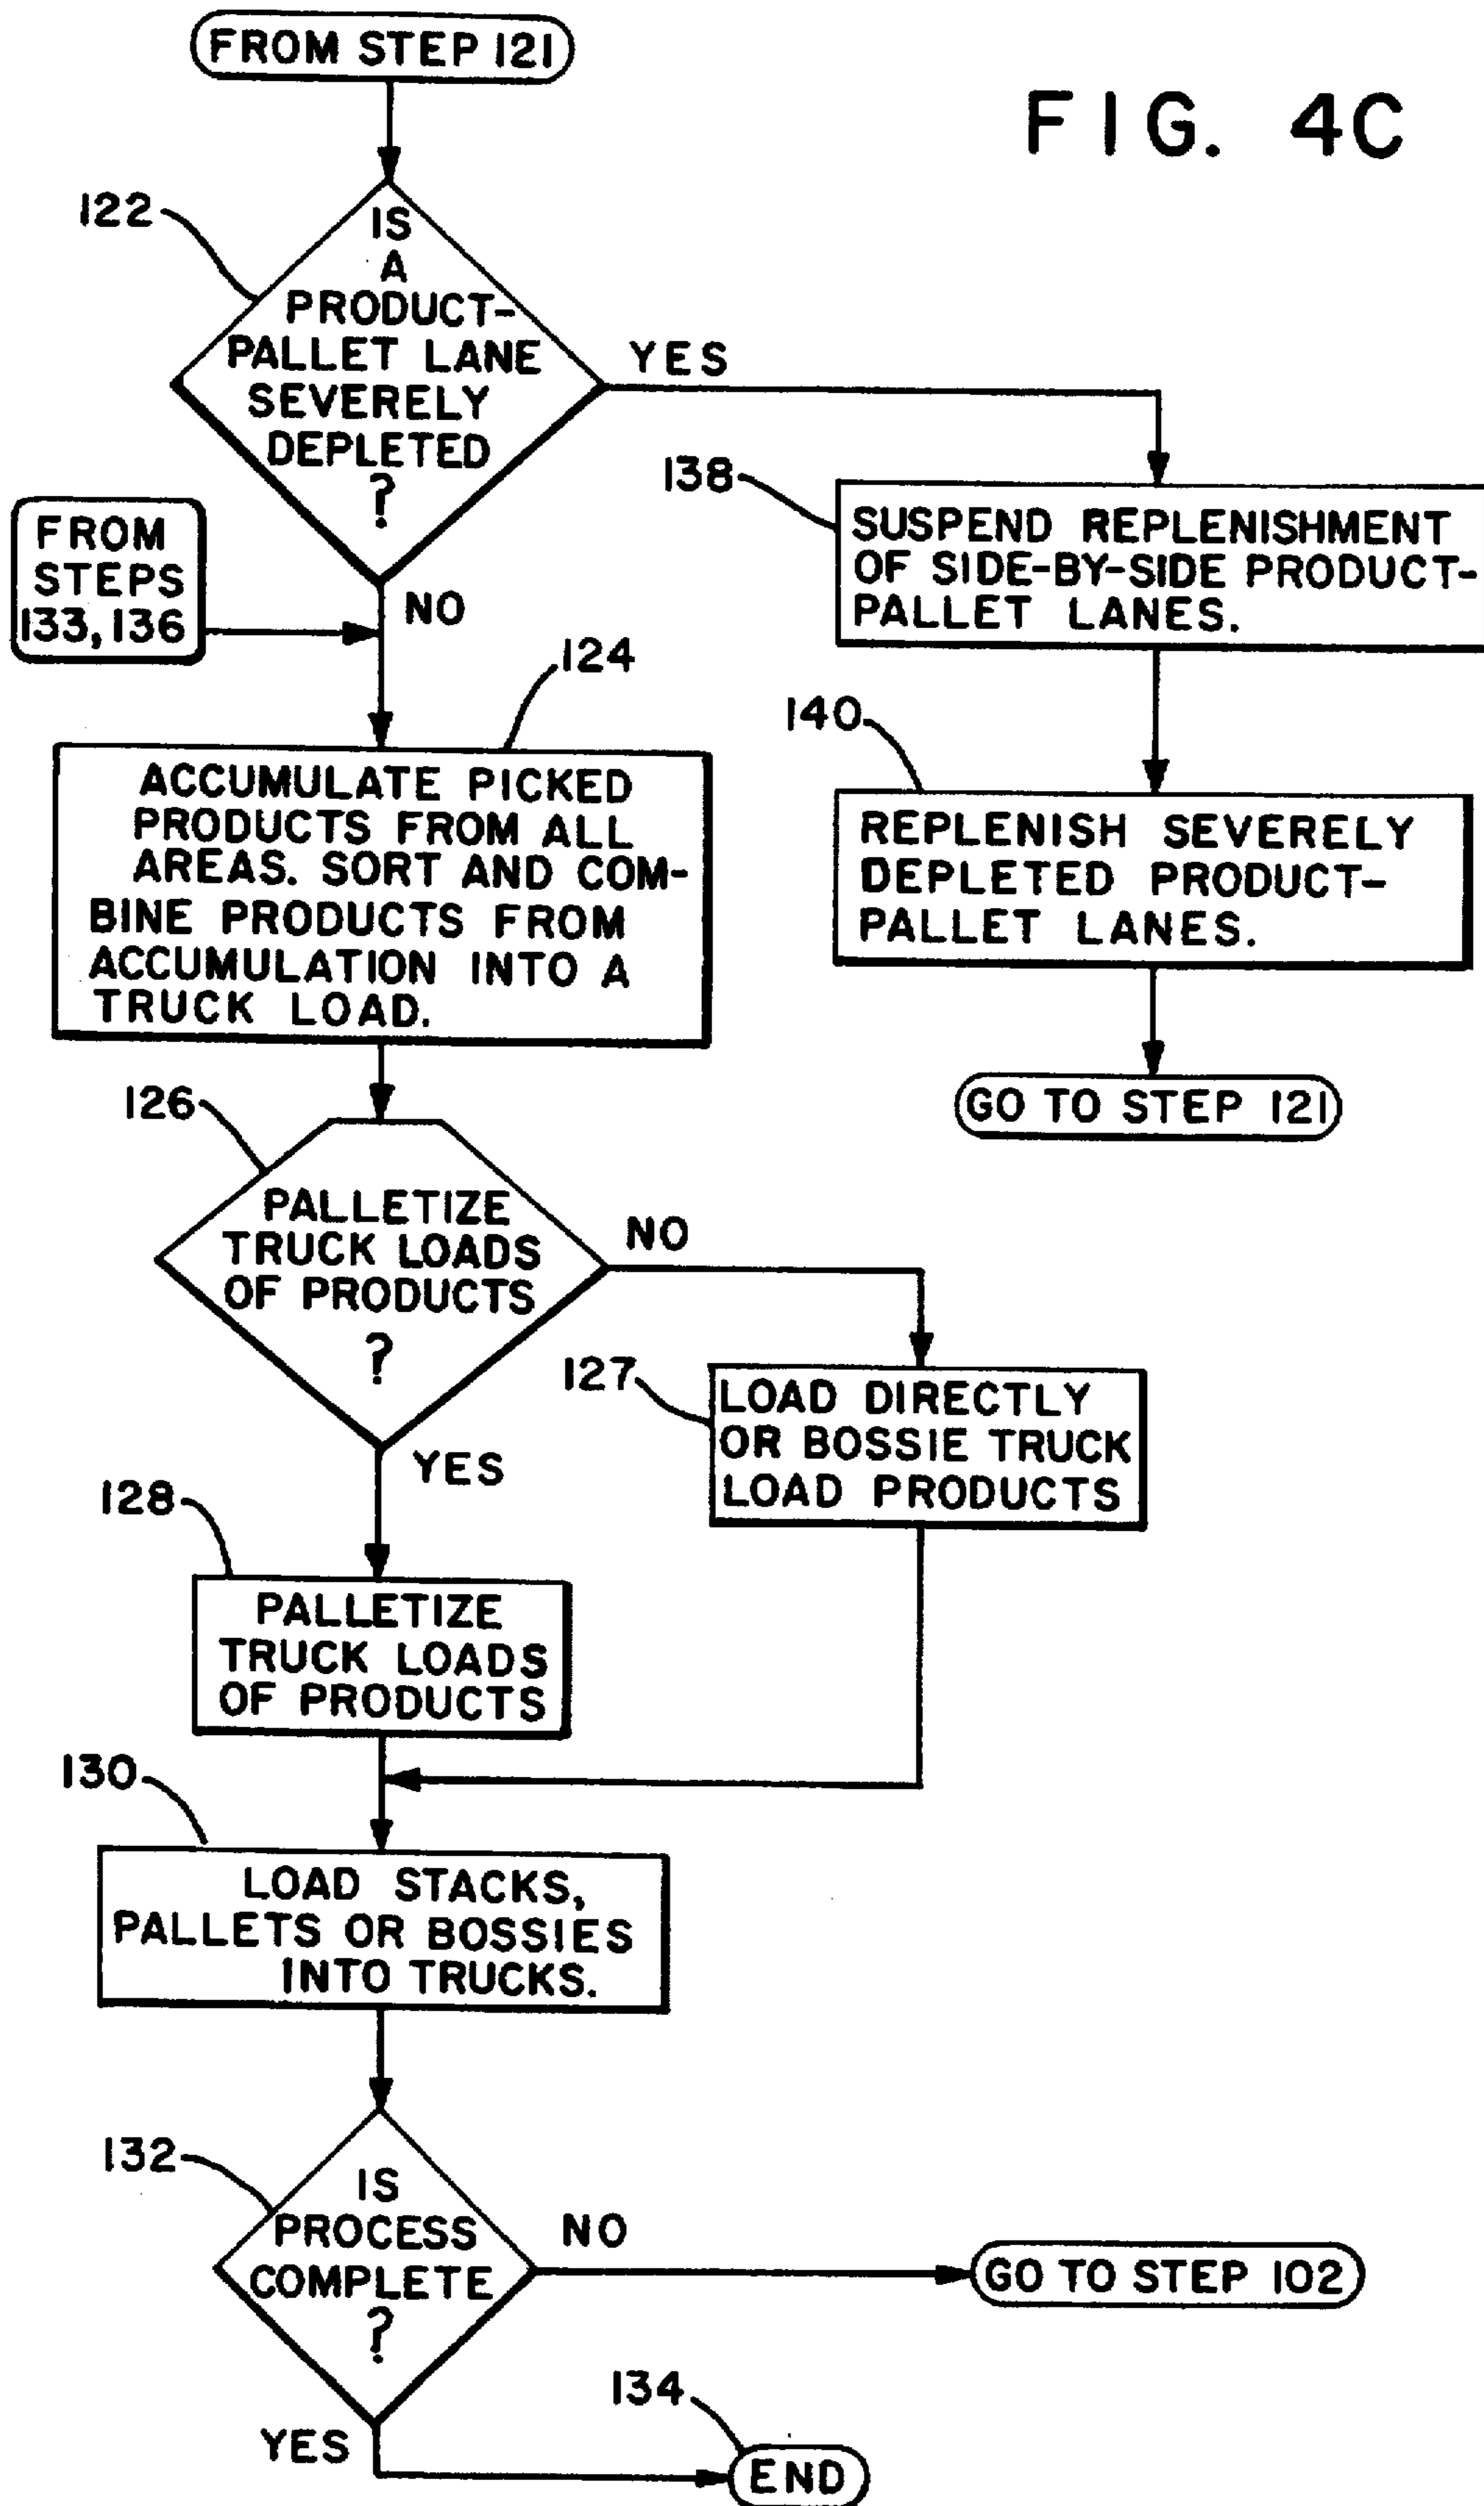 FROM STEP 121
FIG. 4C
122
IS
A
PRODUCT-
PALLET LANE
SEVERELY
DEPLETED
?
YES
NO
138
SUSPEND REPLENISHMENT
OF SIDE-BY-SIDE PRODUCT-
PALLET LANES.
FROM
STEPS
133, 136
124
ACCUMULATE PICKED
PRODUCTS FROM ALL
AREAS. SORT AND COM-
BINE PRODUCTS FROM
ACCUMULATION INTO A
TRUCK LOAD.
140
REPLENISH SEVERELY
DEPLETED PRODUCT-
PALLET LANES.
GO TO STEP 121
126
PALLETIZE
TRUCK LOADS
OF PRODUCTS
?
NO
YES
127
LOAD DIRECTLY
OR BOSSIE TRUCK
LOAD PRODUCTS
128
PALLETIZE
TRUCK LOADS
OF PRODUCTS
130
LOAD STACKS,
PALLETS OR BOSSIES
INTO TRUCKS.
132
IS
PROCESS
COMPLETE
?
NO
GO TO STEP 102
YES
134
END